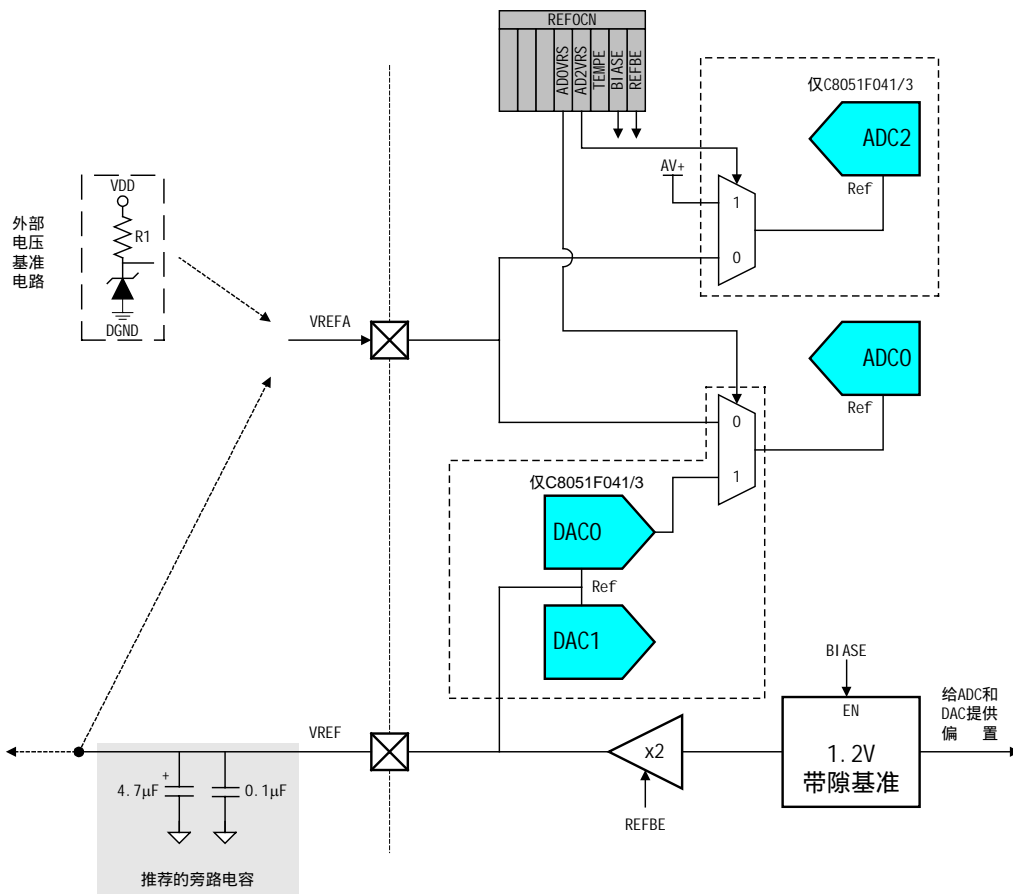 REF0CN
AD0VRS
AD2VRS
TEMPE
BIASE
REFBE
仅C8051F041/3
ADC2
Ref
AV+
1
0
外部
电压
基准
电路
VDD
R1
DGND
VREFA
ADC0
Ref
0
1
仅C8051F041/3
DAC0
Ref
DAC1
BIASE
EN
1.2V
带隙基准
给ADC和
DAC提供
偏 置
VREF
x2
REFBE
+
4.7μF
0.1μF
推荐的旁路电容